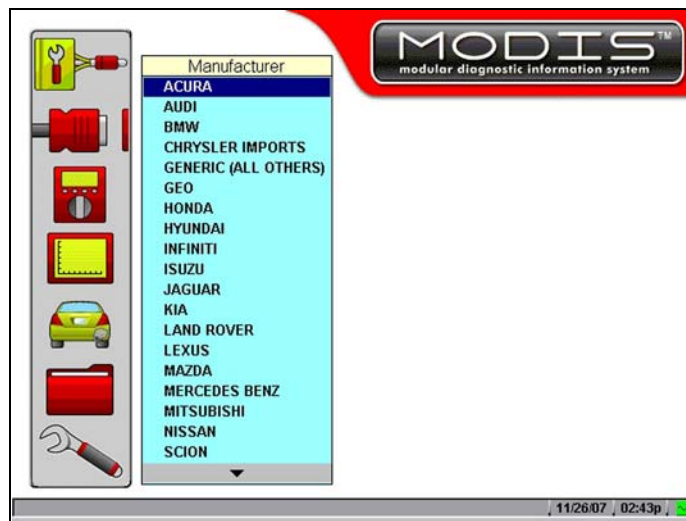 MODIS™
modular diagnostic information system
Manufacturer
ACURA
AUDI
BMW
CHRYSLER IMPORTS
GENERIC (ALL OTHERS)
GEO
HONDA
HYUNDAI
INFINITI
ISUZU
JAGUAR
KIA
LAND ROVER
LEXUS
MAZDA
MERCEDES BENZ
MITSUBISHI
NISSAN
SCION
11/26/07 02:43p